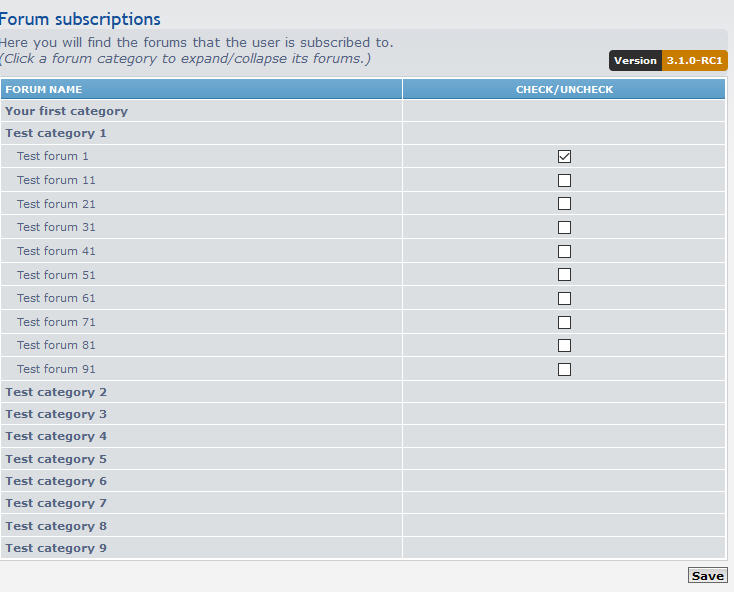 Forum subscriptions
Here you will find the forums that the user is subscribed to.
(Click a forum category to expand/collapse its forums.)
Version 3.1.0-RC1
FORUM NAME CHECK/UNCHECK
Your first category
Test category 1
Test forum 1
Test forum 11
Test forum 21
Test forum 31
Test forum 41
Test forum 51
Test forum 61
Test forum 71
Test forum 81
Test forum 91
Test category 2
Test category 3
Test category 4
Test category 5
Test category 6
Test category 7
Test category 8
Test category 9
Save